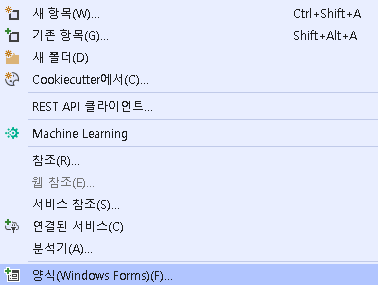 새 항목(W)... Ctrl+Shift+A
기존 항목(G)... Shift+Alt+A
새 폴더(D)
Cookiecutter에서(C)...
REST API 클라이언트...
Machine Learning
참조(R)...
웹 참조(E)...
서비스 참조(S)...
연결된 서비스(C)
분석기(A)...
양식(Windows Forms)(F)...